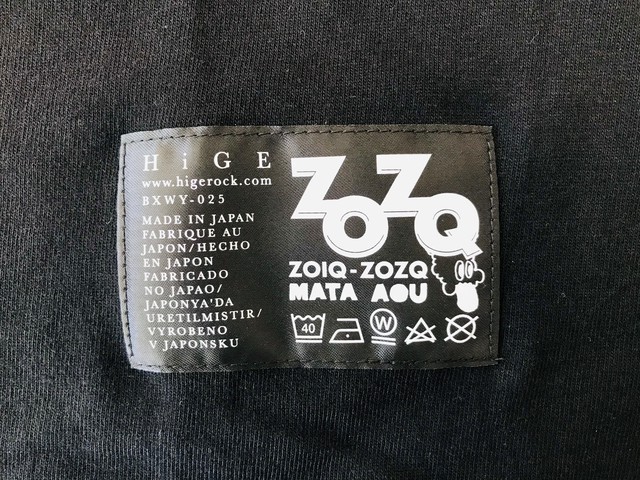 HiGE
www.higerock.com
BXWY-025
MADE IN JAPAN
FABRIQUE AU
JAPON/HECHO
EN JAPON
FABRICADO
NO JAPAO/
JAPONYA'DA
URETILMISTIR/
VYROBENO
V JAPONSKU
ZOZQ
ZOIQ-ZOZQ
MATA AOU
40 W